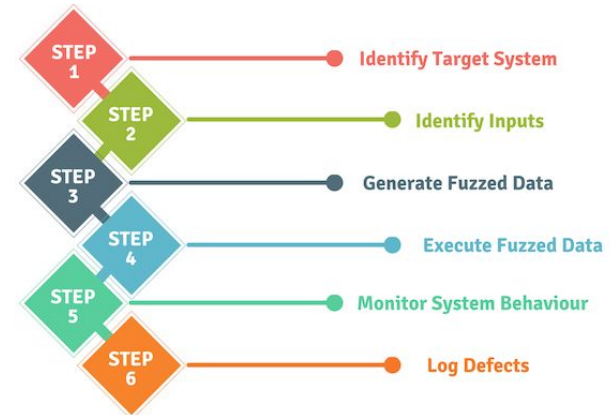 STEP
1
Identify Target System
STEP
2
Identify Inputs
STEP
3
Generate Fuzzed Data
STEP
4
Execute Fuzzed Data
STEP
5
Monitor System Behaviour
STEP
6
Log Defects